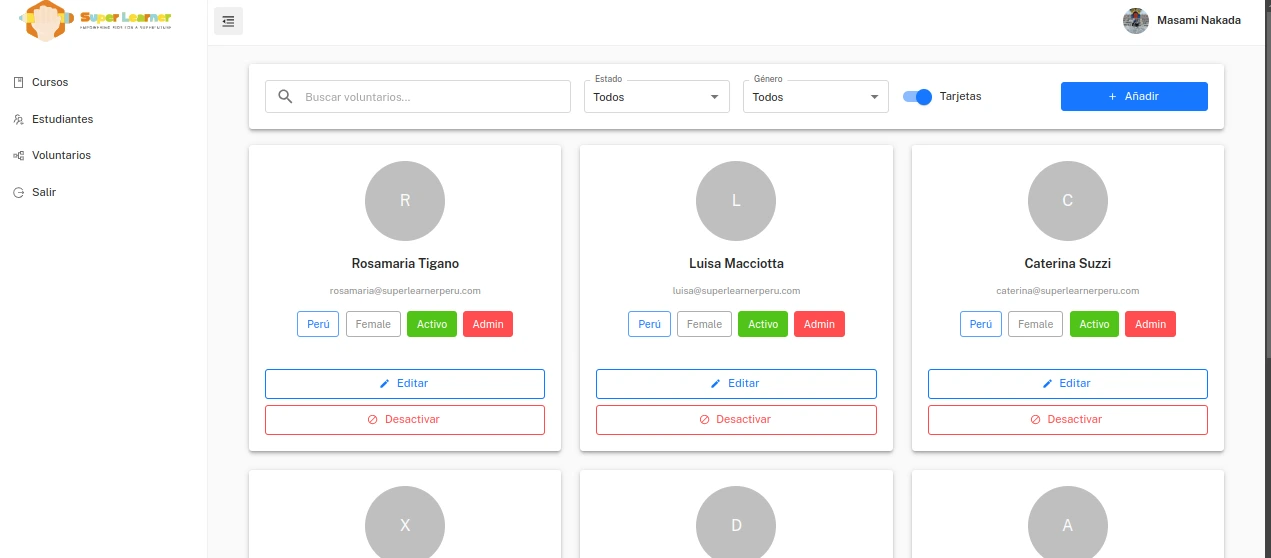 Super Learner
Masami Nakada
Cursos
Estudiantes
Voluntarios
Salir
Buscar voluntarios...
Estado
Todos
Género
Todos
Tarjetas
+ Añadir
R
Rosamaria Tigano
rosamaria@superlearnerperu.com
Perú Female Activo Admin
Editar
Desactivar
L
Luisa Macciotta
luisa@superlearnerperu.com
Perú Female Activo Admin
Editar
Desactivar
C
Caterina Suzzi
caterina@superlearnerperu.com
Perú Female Activo Admin
Editar
Desactivar
X
D
A